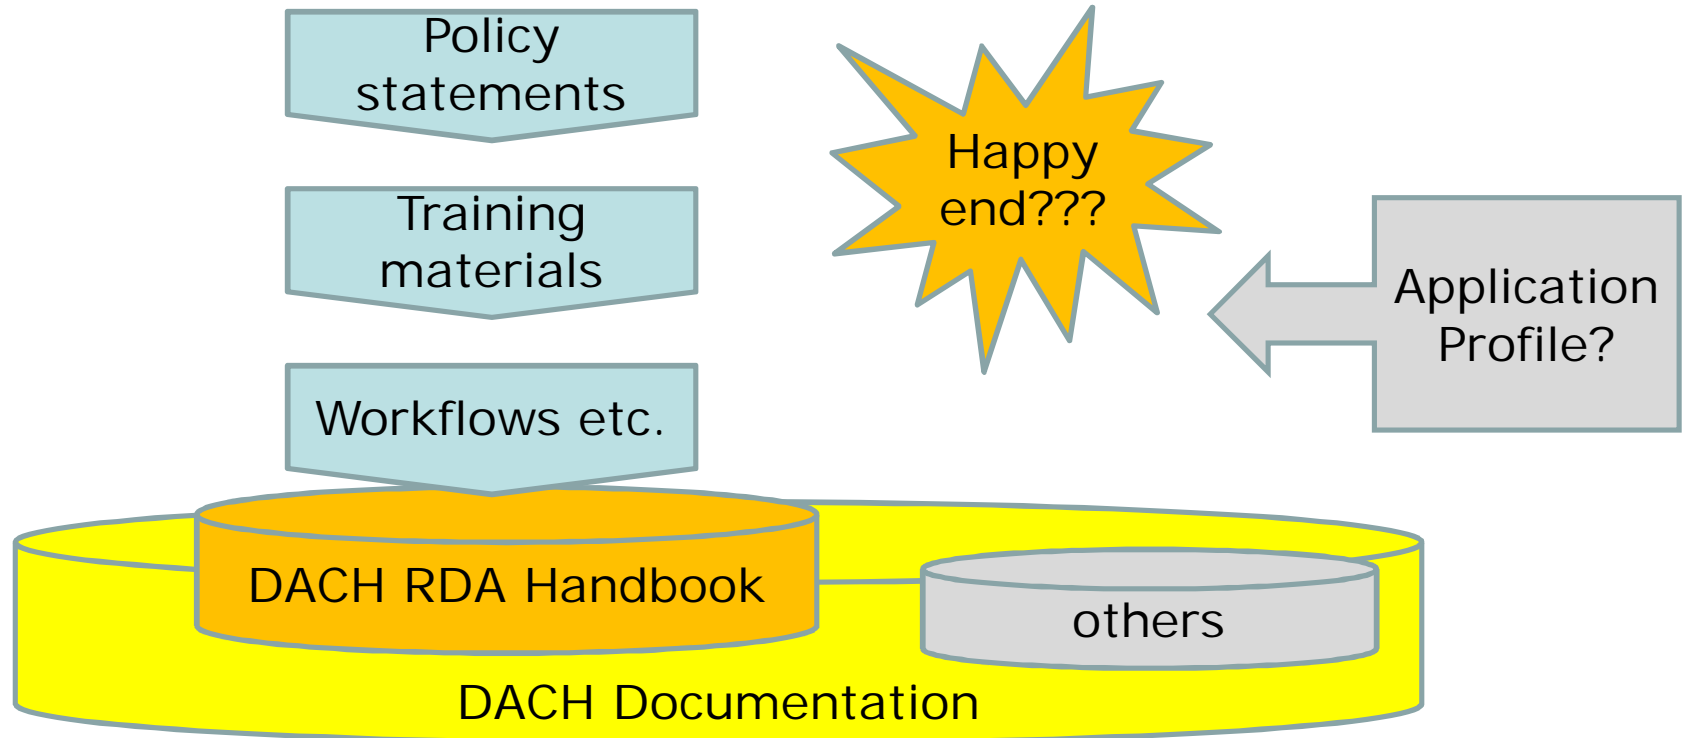 Policy
statements
Training
materials
Workflows etc.
Happy
end???
Application
Profile?
DACH RDA Handbook
others
DACH Documentation